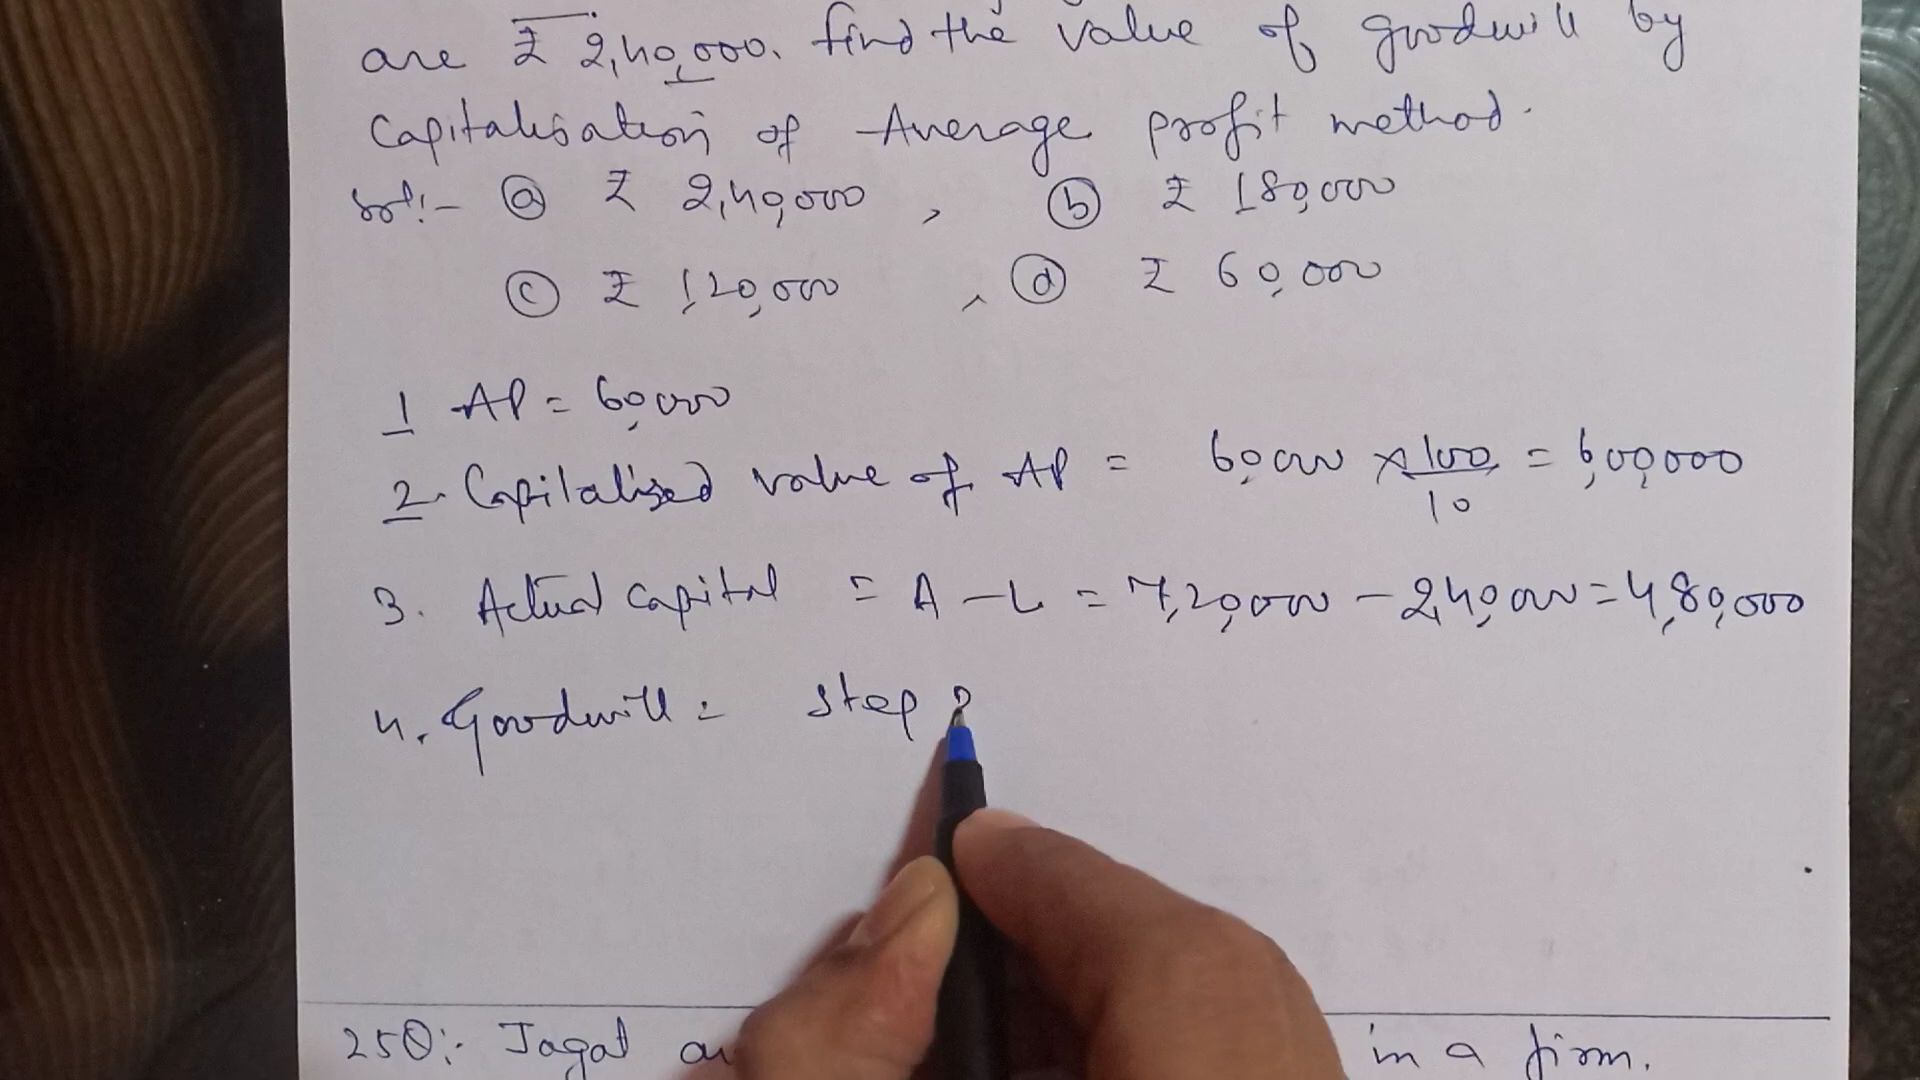 are ₹ 2,40,000. find the value of goodwill by
Capitalisation of Average profit method.
Sol:- (a) ₹ 2,40,000 , (b) ₹ 180,000
(c) ₹ 1,20,000 , (d) ₹ 60,000
1 AP = 60,000
2. Capitalised value of AP = 60,000 × 100/10 = 6,00,000
3. Actual capital = A - L = 7,20,000 - 2,40,000 = 4,80,000
4. Goodwill = Step
25Q:- Jagat in a firm.